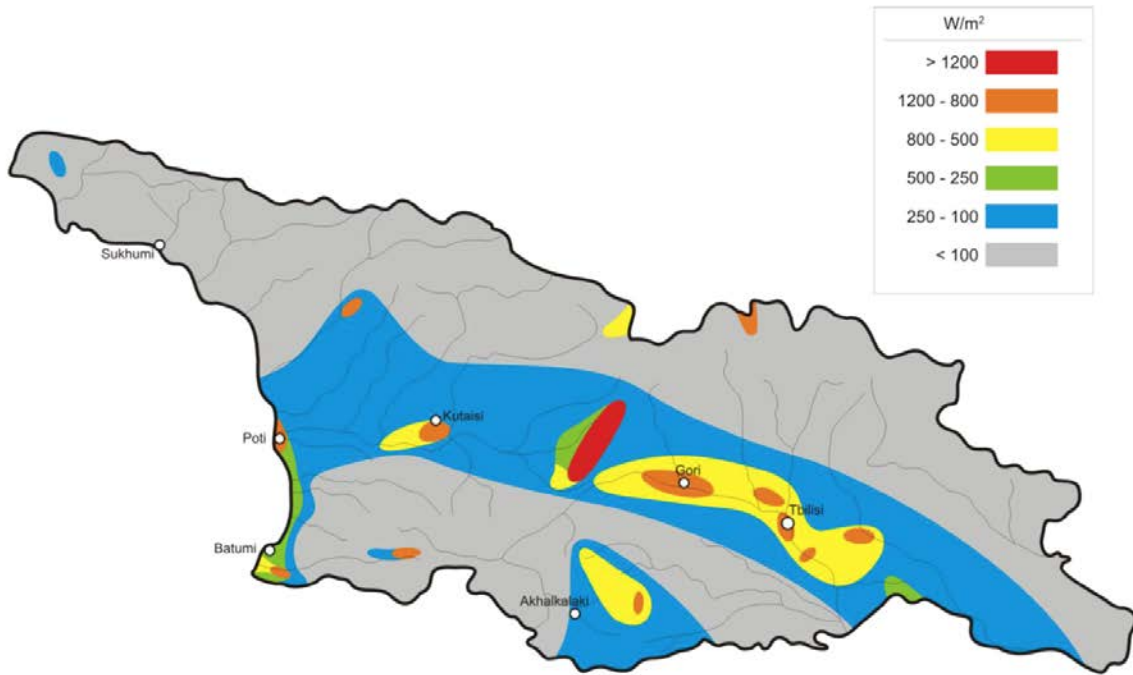 W/m²
> 1200
1200 - 800
800 - 500
500 - 250
250 - 100
< 100
Sukhumi
Kutaisi
Poti
Gori
Tbilisi
Batumi
Akhalkalaki